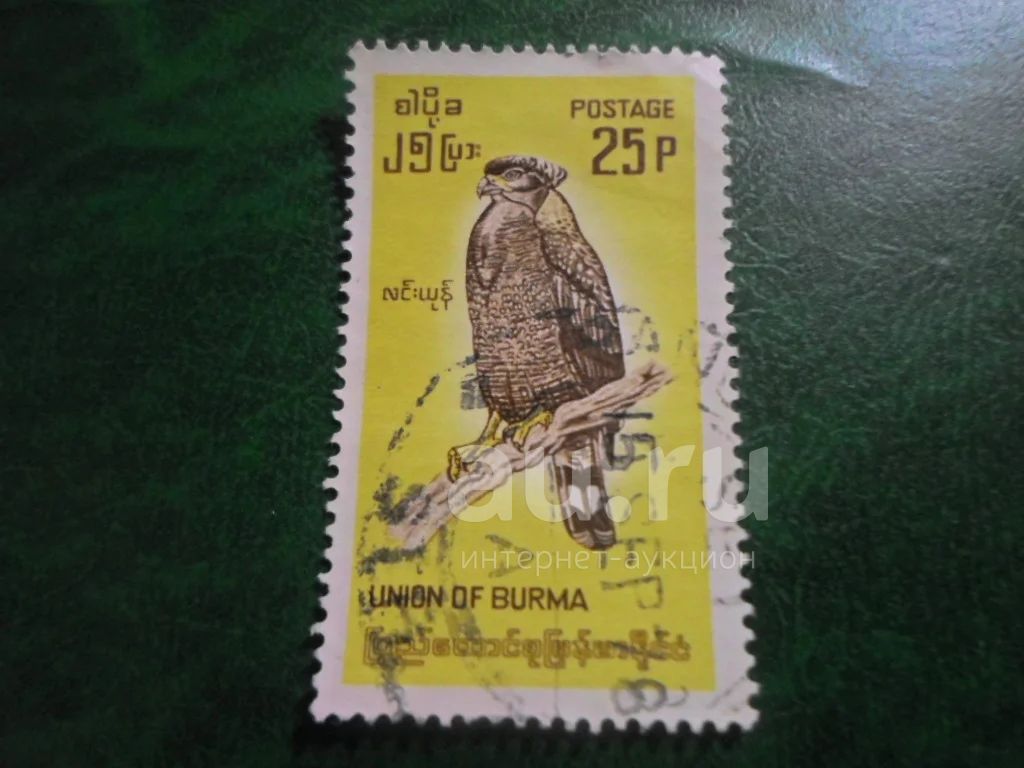 စာပို့ခ
POSTAGE
၂၅ ပြား
25 P
လင်းယုန်
au.ru
интернет-аукцион
UNION OF BURMA
ပြည်ထောင်စုမြန်မာနိုင်ငံ